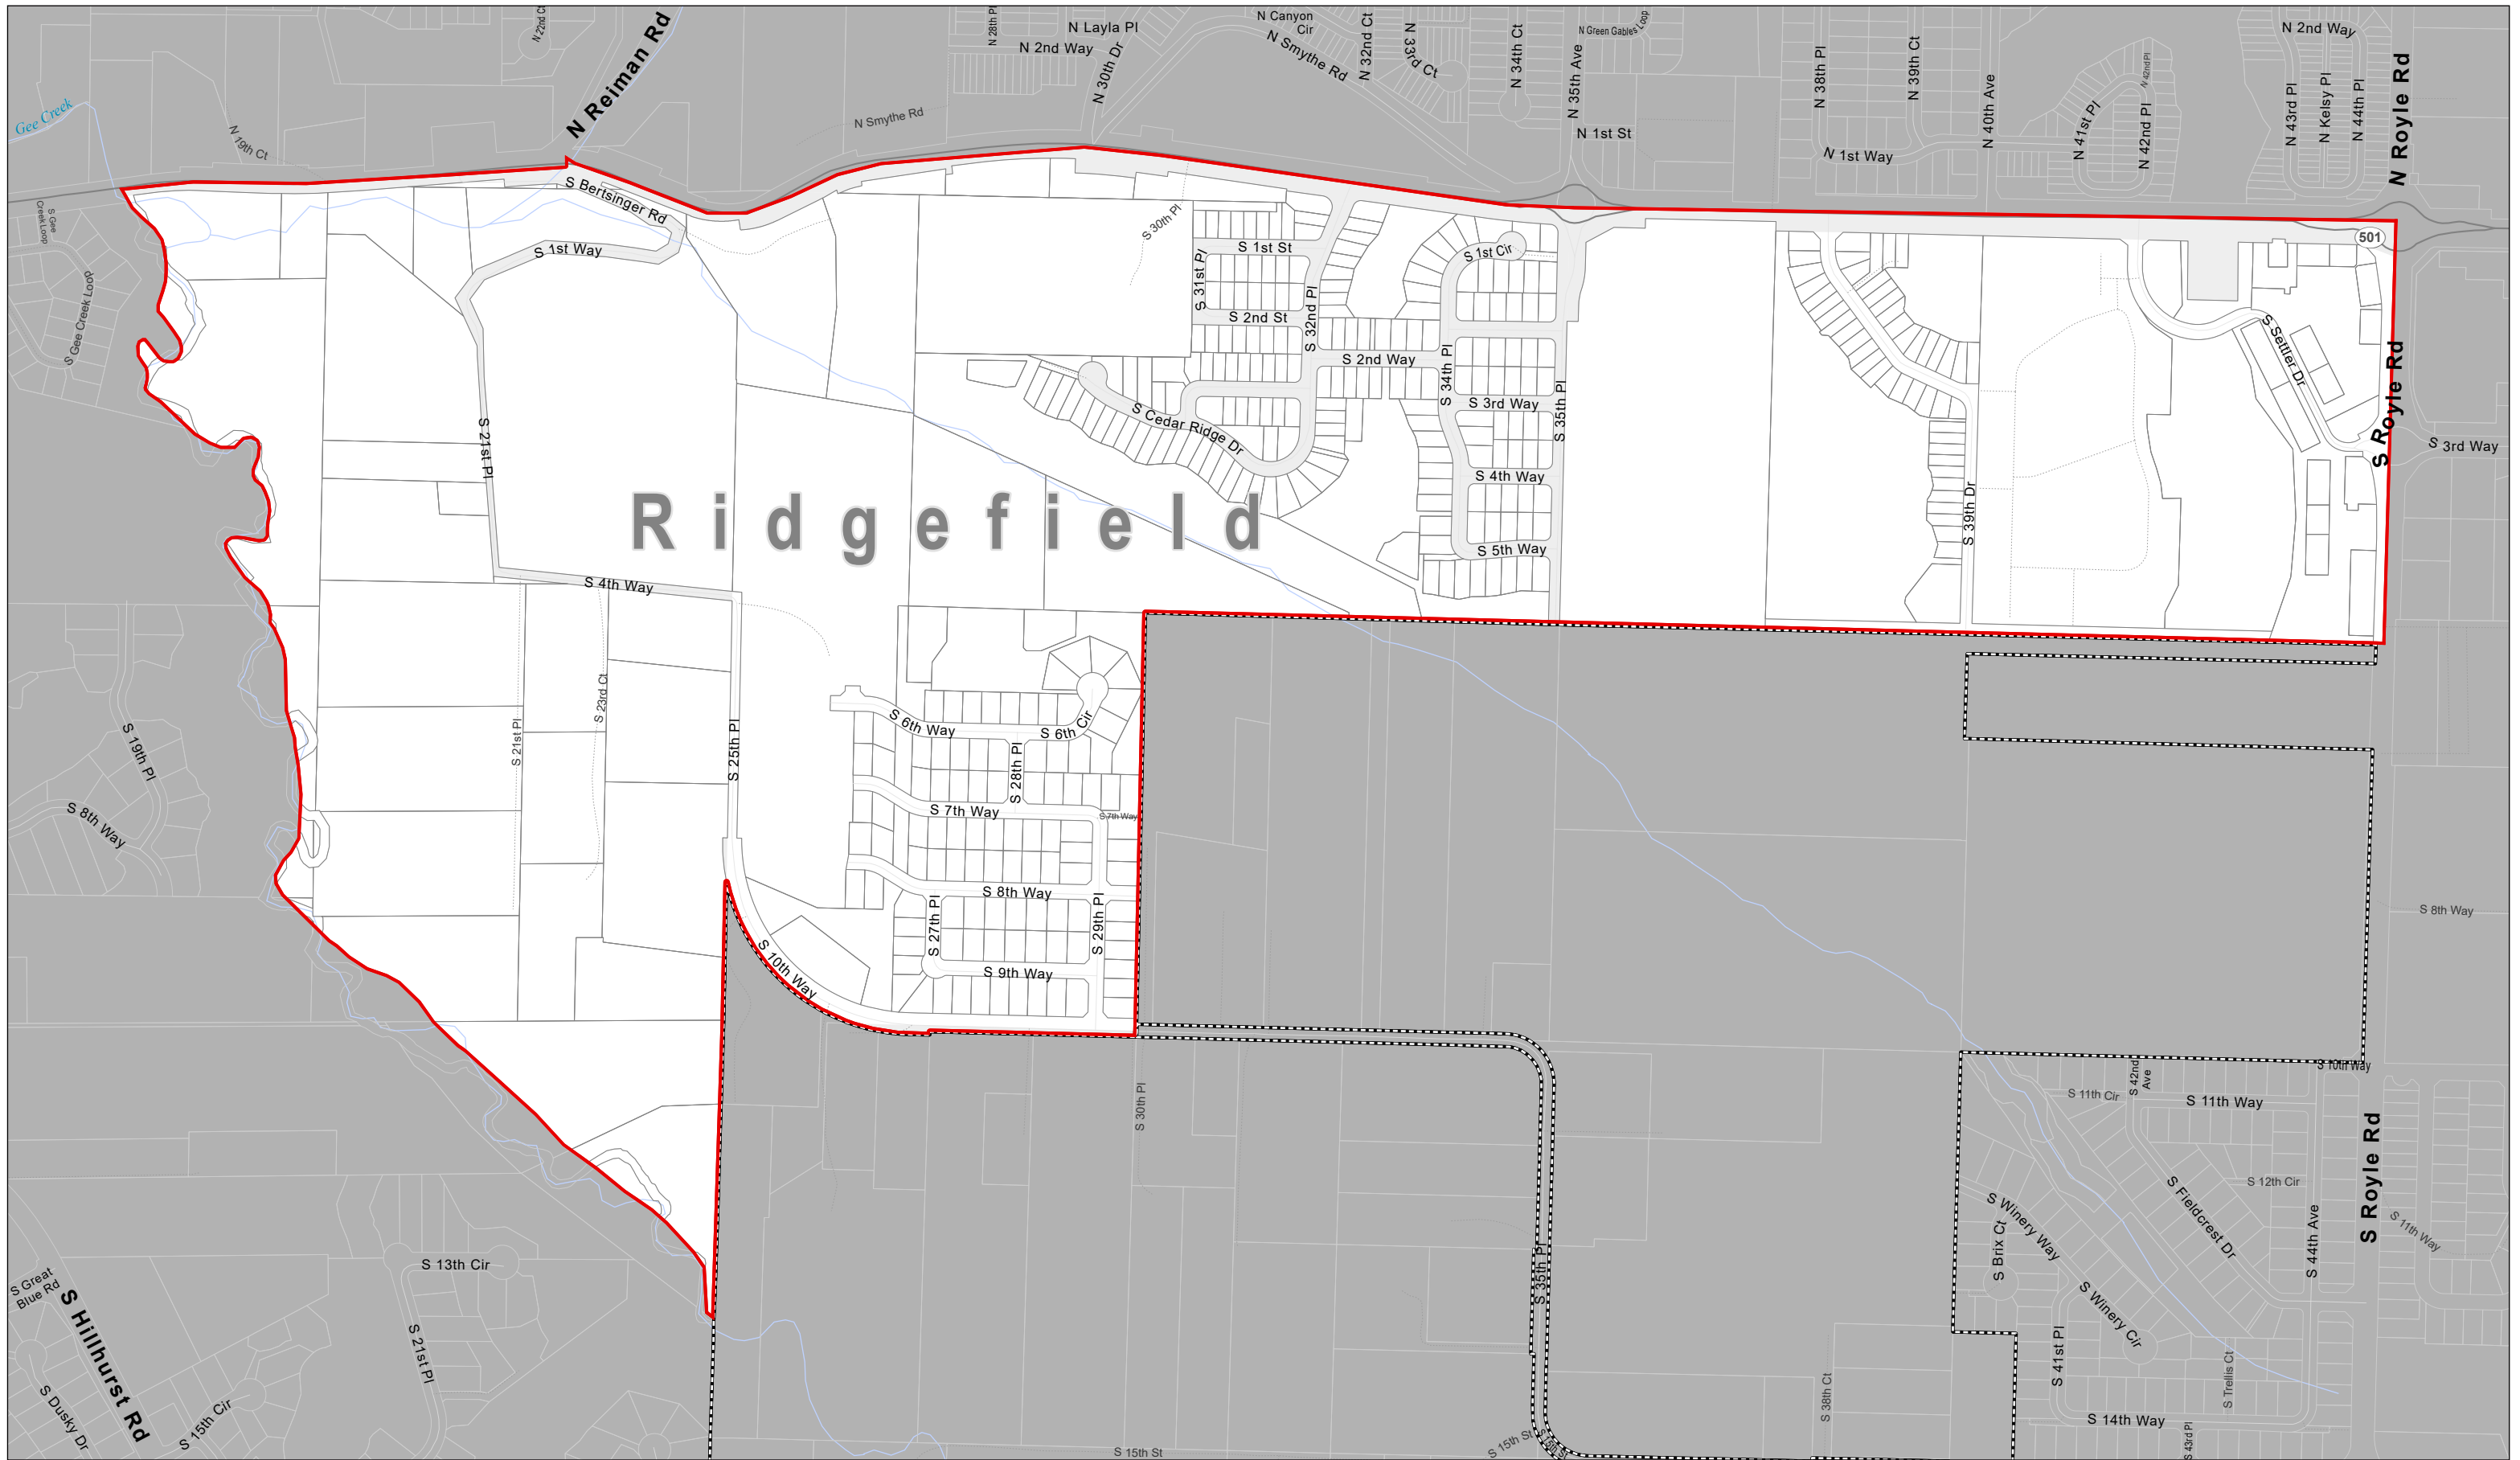 N 22nd Ct
N Reiman Rd
N 28th Pl
N Layla Pl
N 2nd Way
N 30th Dr
N Canyon
Cir
N Smythe Rd
N 32nd Ct
N 33rd Ct
N 34th Ct
N 35th Ave
N Green Gables Loop
N 1st St
N 38th Pl
N 39th Ct
N 40th Ave
N 1st Way
N 41st Pl
N 42nd Pl
N 42nd Pl
N 2nd Way
N 43rd Pl
N Kelsy Pl
N 44th Pl
N Royle Rd
Gee Creek
N 19th Ct
N Smythe Rd
S Gee
Creek Loop
S Gee Creek Loop
S Bertsinger Rd
S 1st Way
S 30th Pl
S 31st Pl
S 1st St
S 2nd St
S 32nd Pl
S 1st Cir
S 2nd Way
S 34th Pl
S 3rd Way
S 35th Pl
S Cedar Ridge Dr
S 4th Way
S 5th Way
S 39th Dr
S Settler Dr
501
S Royle Rd
S 3rd Way
S 21st Pl
Ridgefield
S 4th Way
S 19th Pl
S 8th Way
S 21st Pl
S 23rd Ct
S 25th Pl
S 6th Way
S 6th Cir
S 28th Pl
S 7th Way
S 7th Way
S 8th Way
S 27th Pl
S 29th Pl
S 9th Way
S 10th Way
S 8th Way
S 10th Way
S 30th Pl
S 11th Cir
S 42nd
Ave
S 11th Way
S 12th Cir
S Fieldcrest Dr
S 44th Ave
S Royle Rd
S 11th Way
S Winery Way
S Brix Ct
S Winery Cir
S 41st Pl
S Trellis Ct
S 14th Way
S 43rd Pl
S 38th Ct
S 35th Pl
S 15th St
S 15th St
S 15th St
S 13th Cir
S 21st Pl
S Great
Blue Rd
S Hillhurst Rd
S Dusky Dr
S 15th Cir